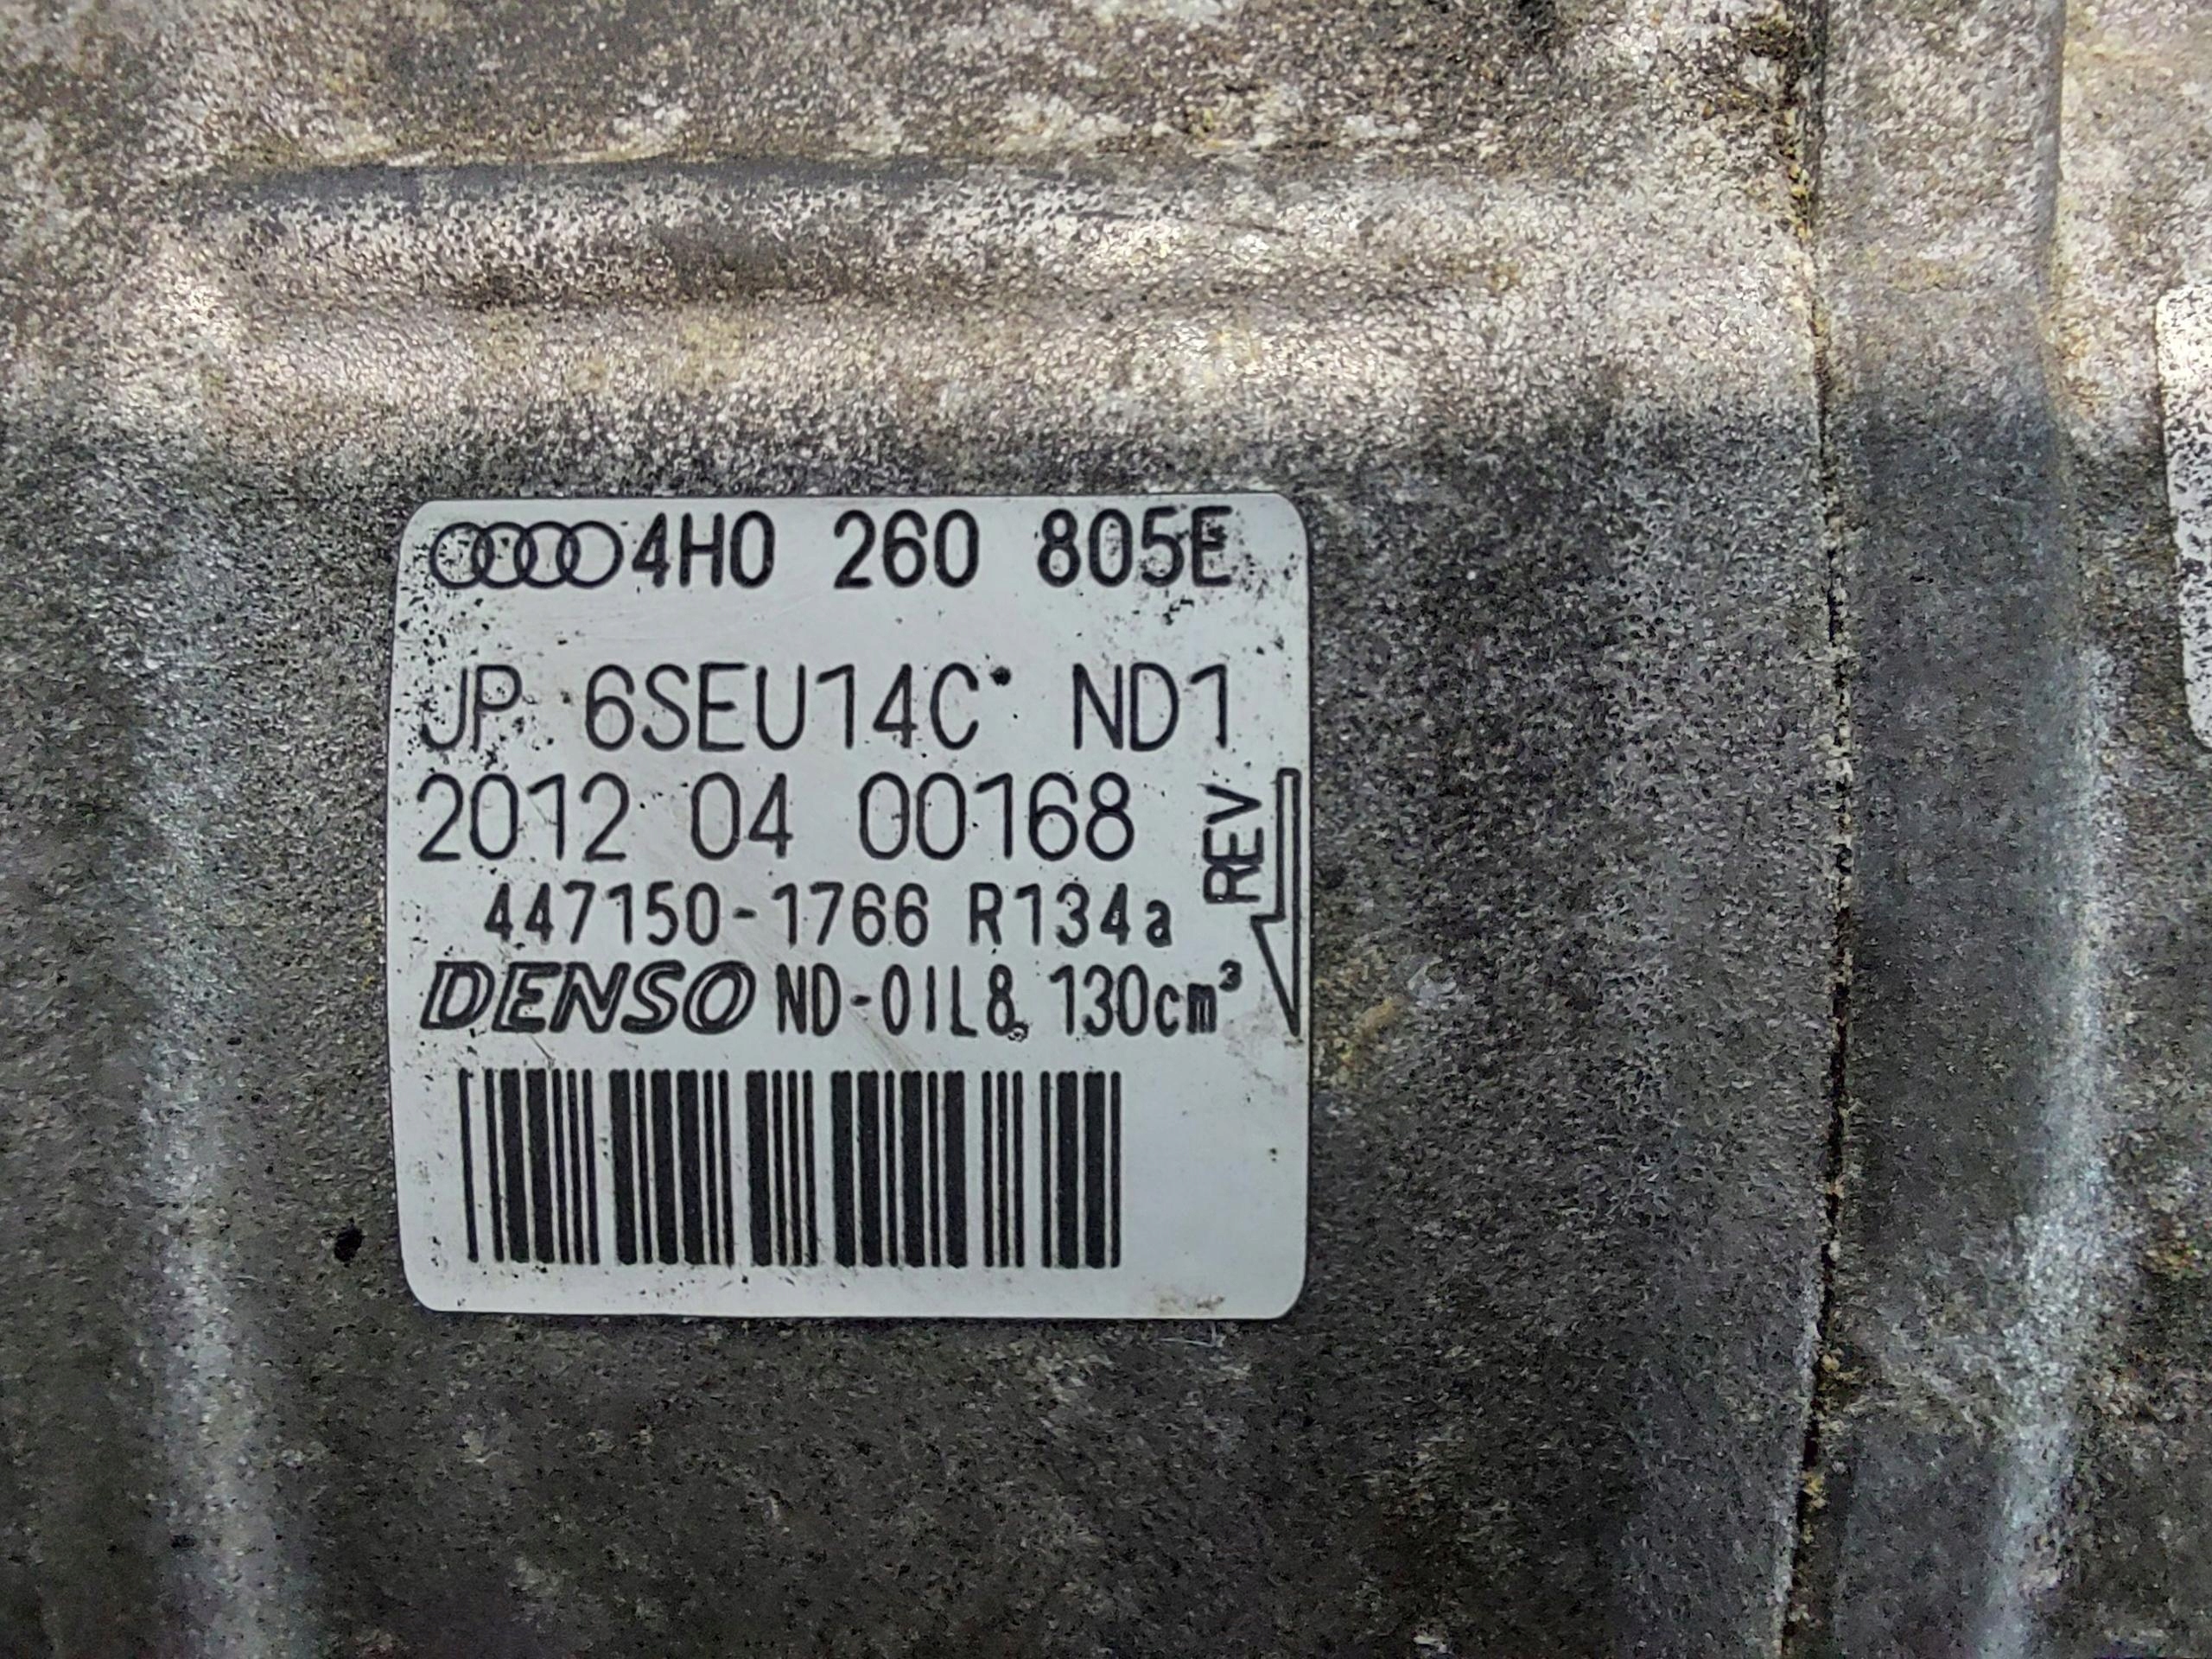 4H0 260 805E
JP 6SEU14C ND1
2012 04 00168
REV
447150-1766 R134a
DENSO ND-OIL8 130cm³